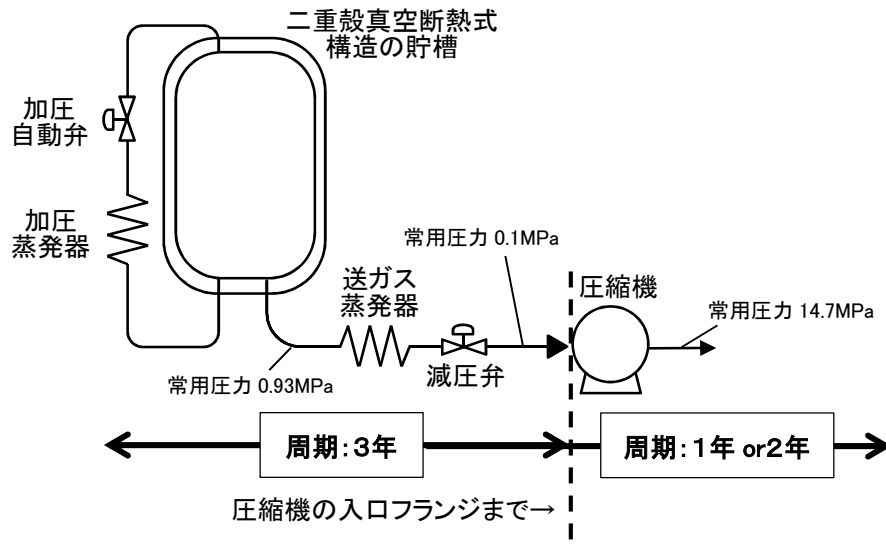 二重殻真空断熱式
構造の貯槽
加圧
自動弁
加圧
蒸発器
常用圧力 0.1MPa
送ガス
蒸発器
圧縮機
常用圧力 14.7MPa
減圧弁
常用圧力 0.93MPa
周期：3年
周期：1年 or2年
圧縮機の入口フランジまで→